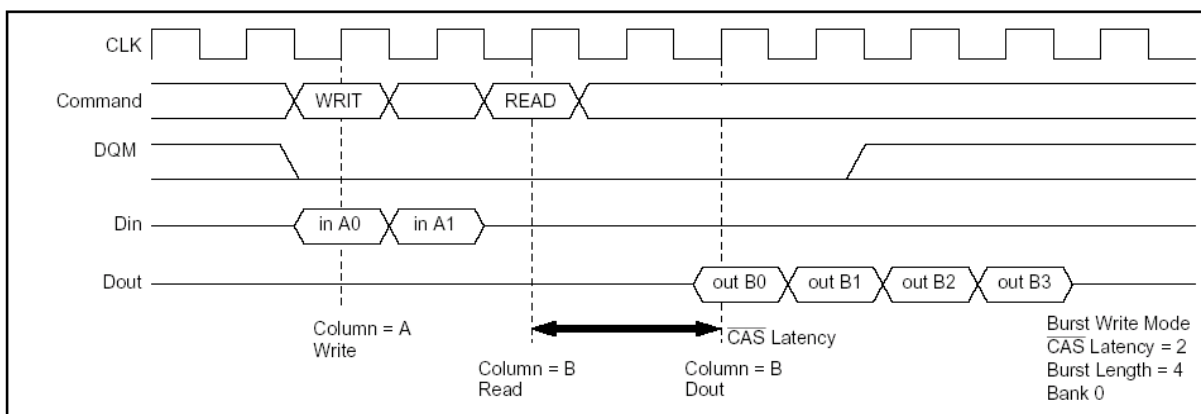 CLK
Command WRIT READ
DQM
Din in A0 in A1
Dout out B0 out B1 out B2 out B3
Column = A
Write
Column = B
Read
CAS Latency
Column = B
Dout
Burst Write Mode
CAS Latency = 2
Burst Length = 4
Bank 0